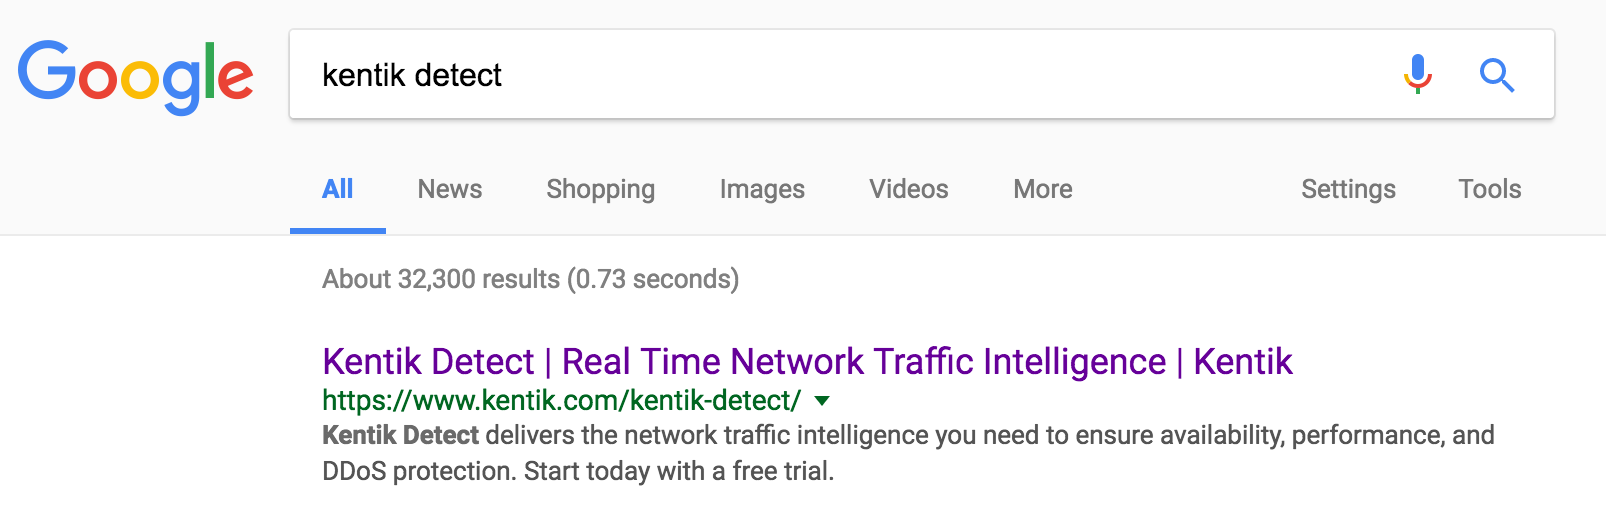 Google
kentik detect
All News Shopping Images Videos More Settings Tools
About 32,300 results (0.73 seconds)
Kentik Detect | Real Time Network Traffic Intelligence | Kentik
https://www.kentik.com/kentik-detect/
Kentik Detect delivers the network traffic intelligence you need to ensure availability, performance, and
DDoS protection. Start today with a free trial.